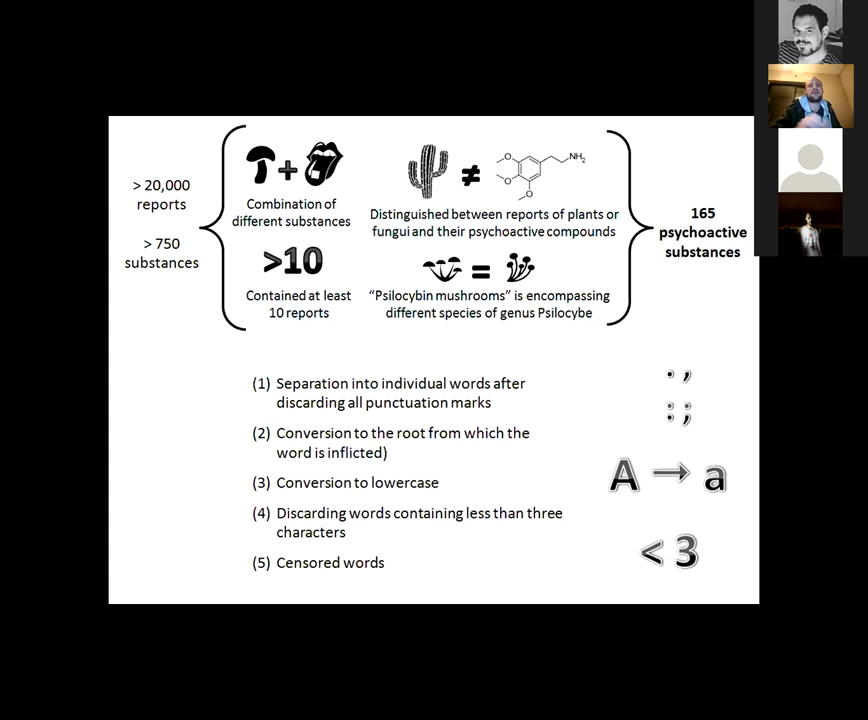 > 20,000
reports
> 750
substances
+
Combination of
different substances
>10
Contained at least
10 reports
≠
O
O
O
NH2
Distinguished between reports of plants or
fungui and their psychoactive compounds
=
“Psilocybin mushrooms” is encompassing
different species of genus Psilocybe
165
psychoactive
substances
(1) Separation into individual words after
discarding all punctuation marks
(2) Conversion to the root from which the
word is inflicted)
(3) Conversion to lowercase
(4) Discarding words containing less than three
characters
(5) Censored words
. ,
: ;
A → a
< 3